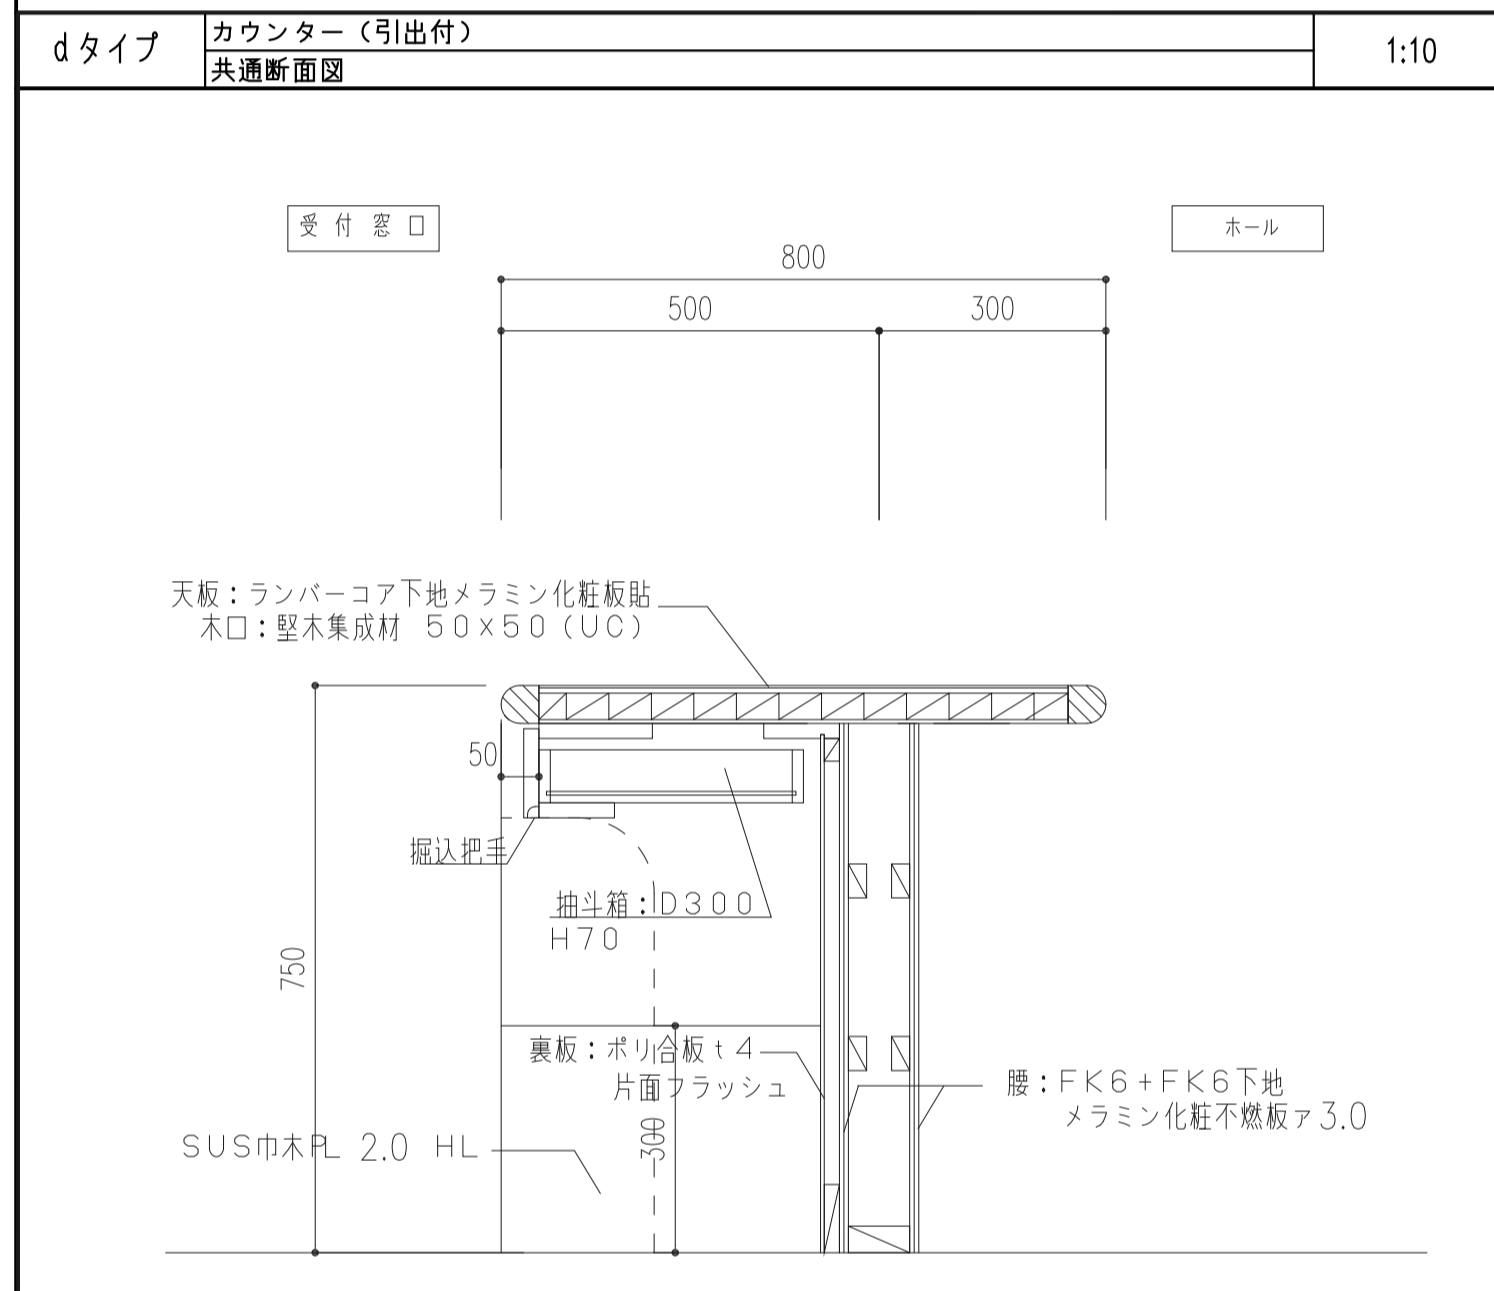 dタイプ
カウンター（引出付）
共通断面図
1:10
受付窓口
ホール
800
500
300
天板：ランバーコア下地メラミン化粧板貼
木口：堅木集成材 50×50（UC）
50
掘込把手
抽斗箱：D300
H70
750
裏板：ポリ合板t4
片面フラッシュ
腰：FK6+FK6下地
メラミン化粧不燃板ァ3.0
SUS巾木PL 2.0 HL
300